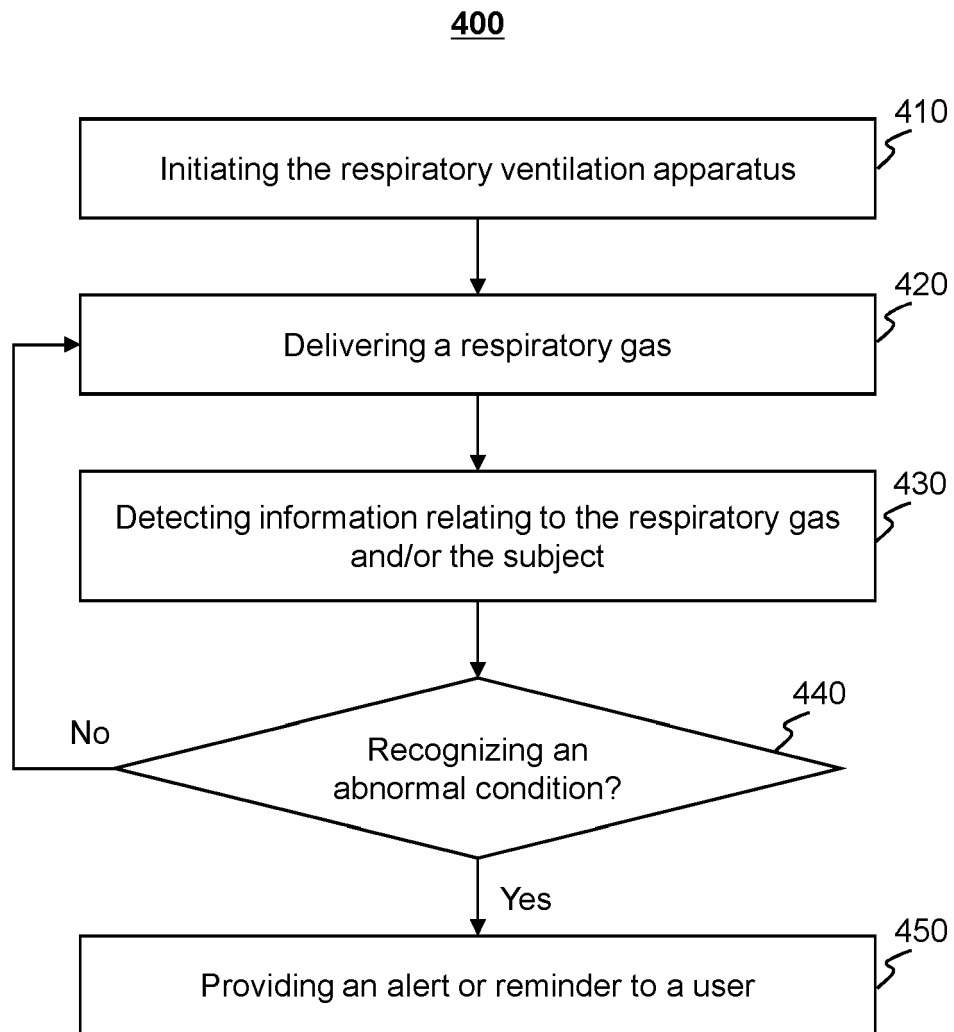 400
410
Initiating the respiratory ventilation apparatus
420
Delivering a respiratory gas
430
Detecting information relating to the respiratory gas
and/or the subject
440
No
Recognizing an
abnormal condition?
Yes
450
Providing an alert or reminder to a user